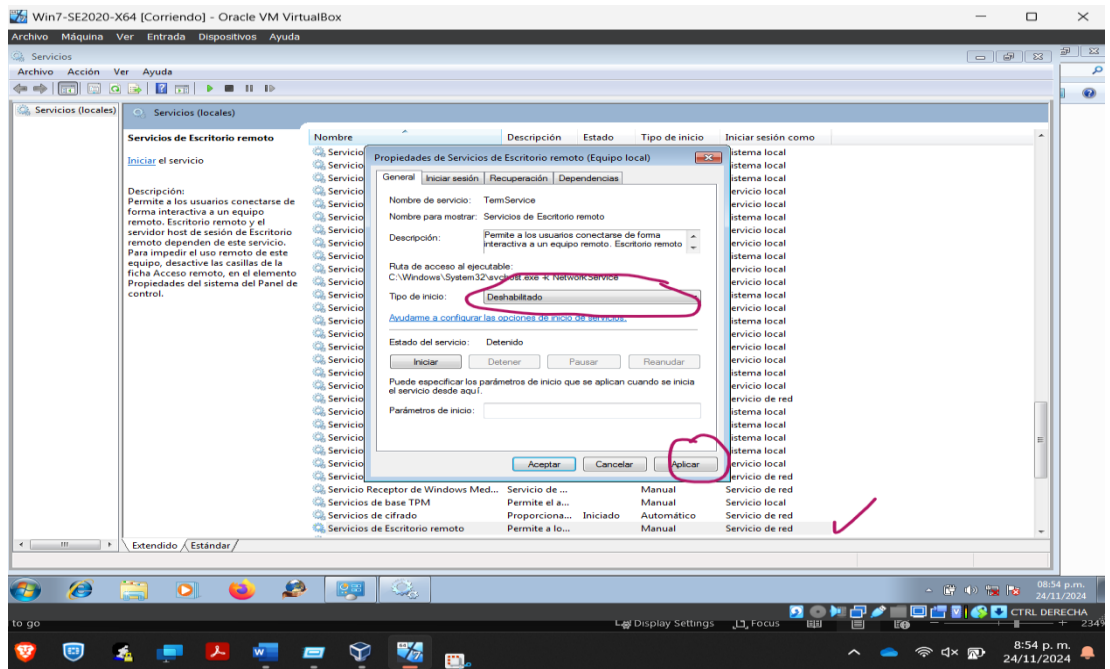 Win7-SE2020-X64 [Corriendo] - Oracle VM VirtualBox
Archivo Máquina Ver Entrada Dispositivos Ayuda
Servicios
Archivo Acción Ver Ayuda
Servicios (locales)
Servicios (locales)
Servicios de Escritorio remoto
Iniciar el servicio
Descripción:
Permite a los usuarios conectarse de
forma interactiva a un equipo
remoto. Escritorio remoto y el
servidor host de sesión de Escritorio
remoto dependen de este servicio.
Para impedir el uso remoto de este
equipo, desactive las casillas de la
ficha Acceso remoto, en el elemento
Propiedades del sistema del Panel de
control.
Nombre Descripción Estado Tipo de inicio Iniciar sesión como
Propiedades de Servicios de Escritorio remoto (Equipo local)
General Iniciar sesión Recuperación Dependencias
Nombre de servicio: TermService
Nombre para mostrar: Servicios de Escritorio remoto
Descripción: Permite a los usuarios conectarse de forma
interactiva a un equipo remoto. Escritorio remoto
Ruta de acceso al ejecutable:
C:\Windows\System32\svchost.exe -k NetworkService
Tipo de inicio: Deshabilitado
Ayudarme a configurar las opciones de inicio de servicios.
Estado del servicio: Detenido
Iniciar Detener Pausar Reanudar
Puede especificar los parámetros de inicio que se aplican cuando se inicia
el servicio desde aquí.
Parámetros de inicio:
Aceptar Cancelar Aplicar
Servicio Receptor de Windows Med... Servicio de ... Manual Servicio de red
Servicios de base TPM Permite el a... Manual Servicio local
Servicios de cifrado Proporciona... Iniciado Automático Servicio de red
Servicios de Escritorio remoto Permite a lo... Manual Servicio de red
Extendido Estándar
08:54 p.m.
24/11/2024
CTRL DERECHA
to go Display Settings Focus 234%
8:54 p. m.
24/11/2024